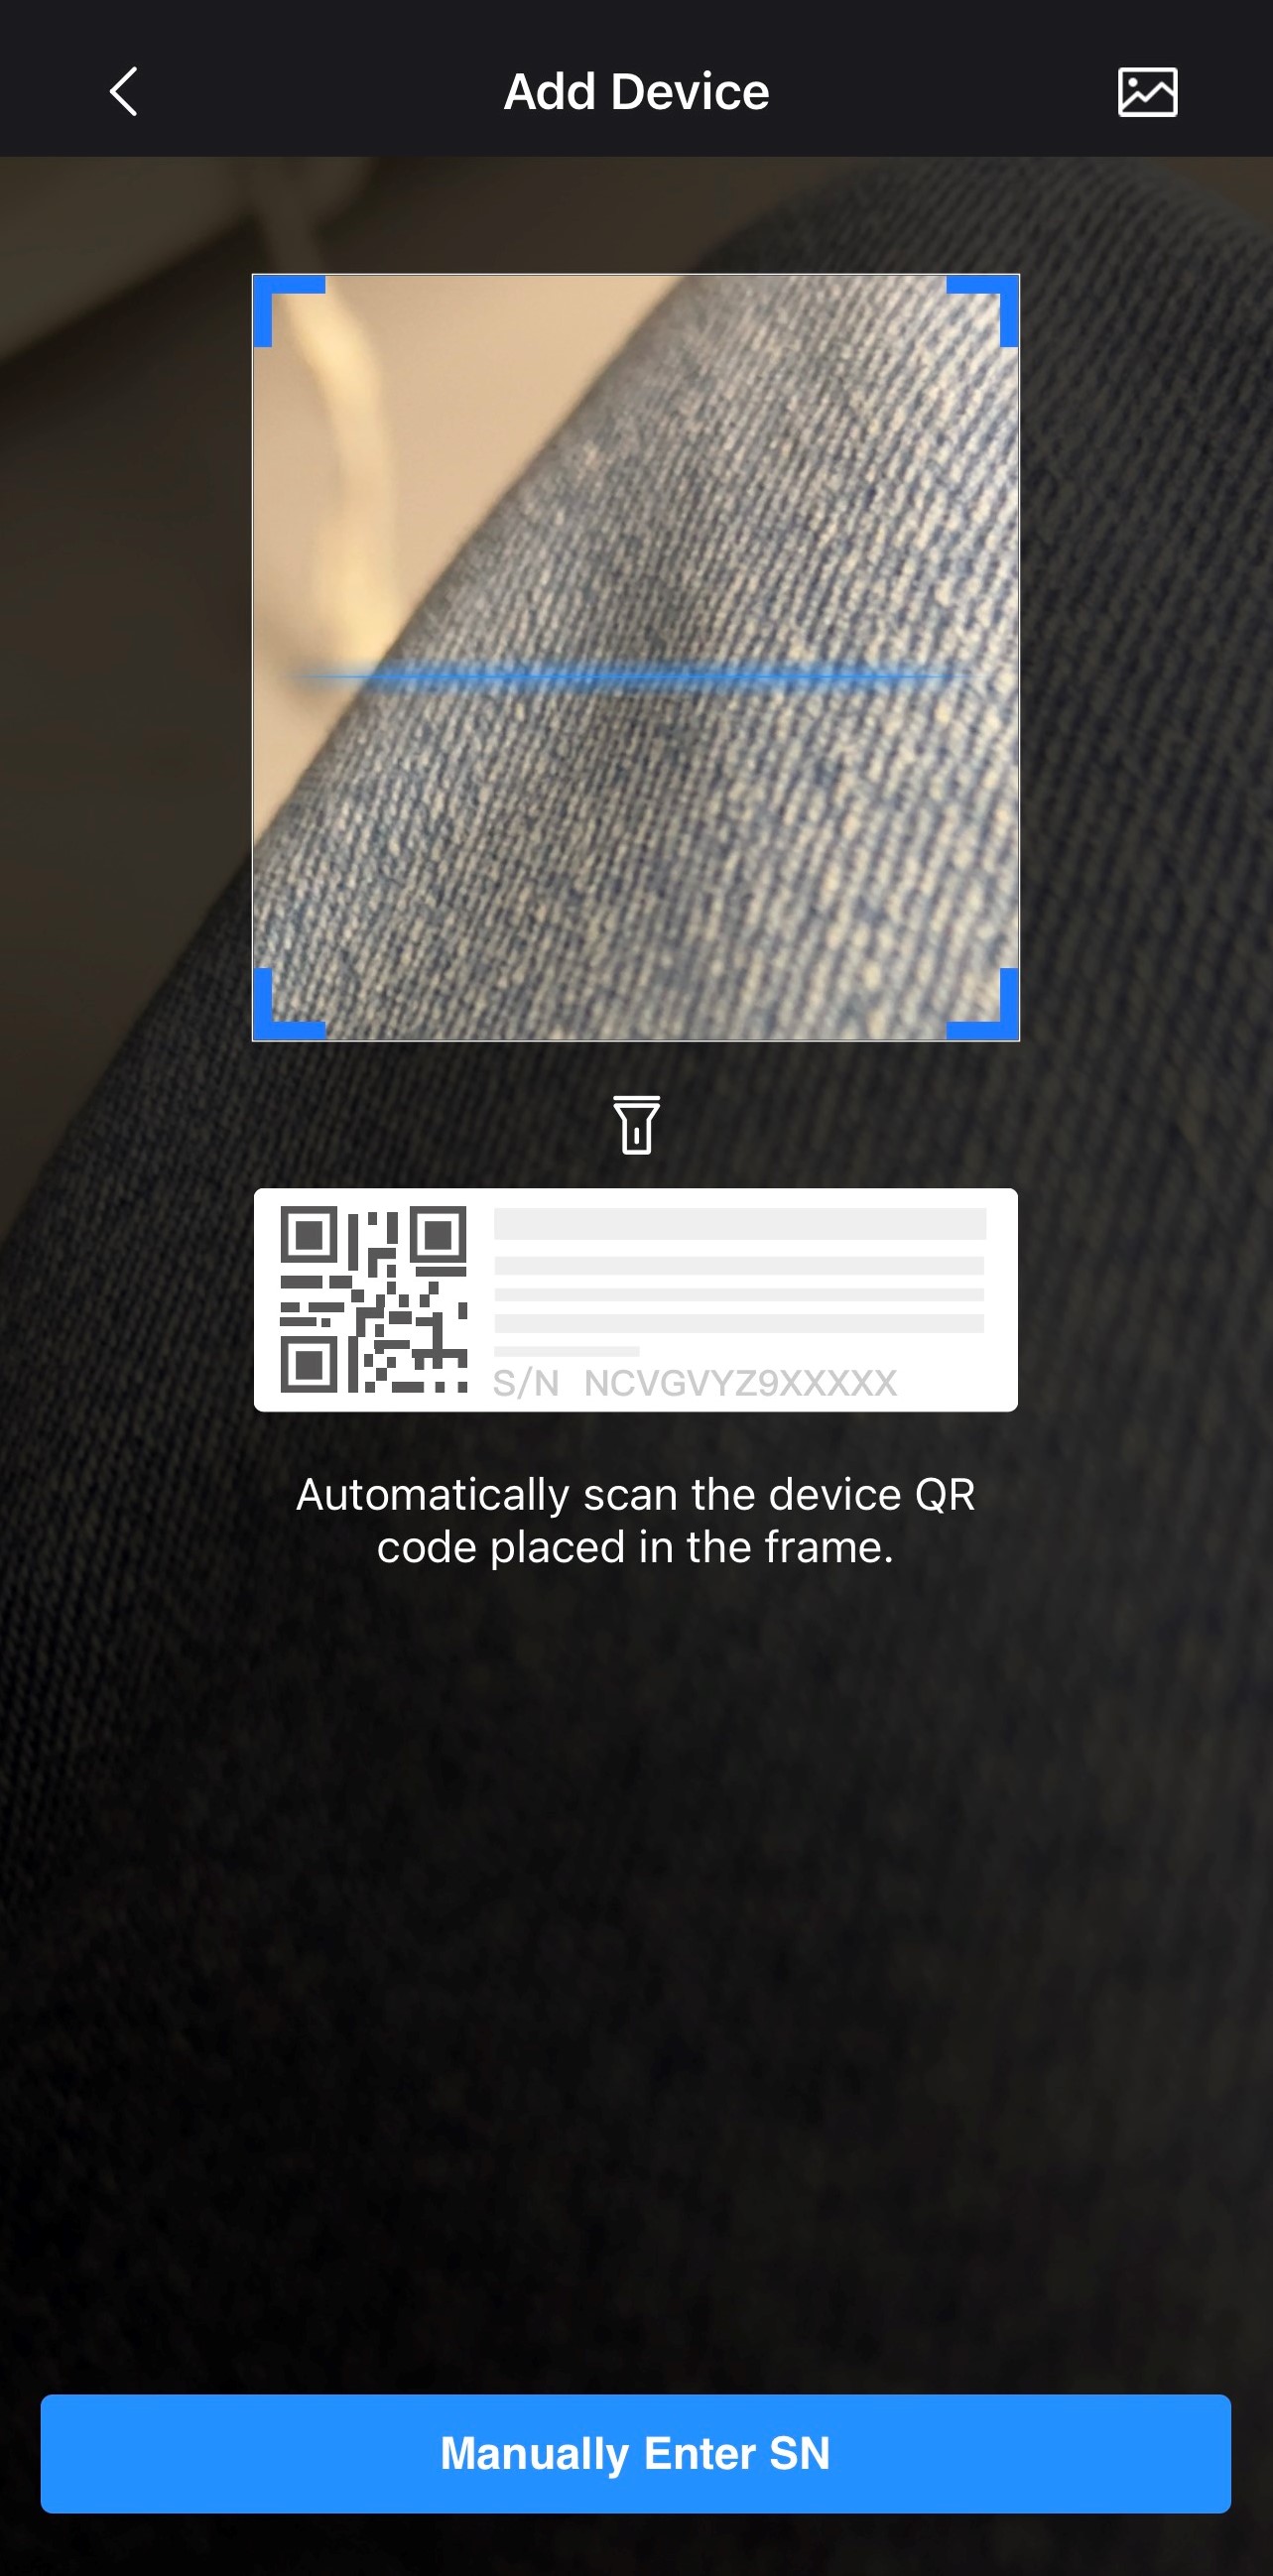 Add Device
S/N NCVGVYZ9XXXXX
Automatically scan the device QR
code placed in the frame.
Manually Enter SN